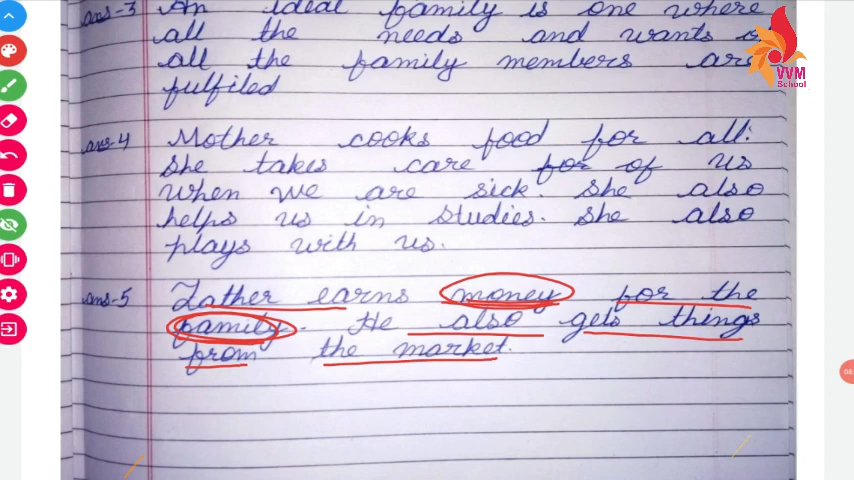 ans-3 An ideal family is one where
all the needs and wants o
all the family members are
fulfiled
ans-4 Mother cooks food for all.
she takes care for of us
when we are sick. she also
helps us in studies. she also
plays with us.
ans-5 Father earns money for the
family. He also gets things
from the market.
VVM
School
08